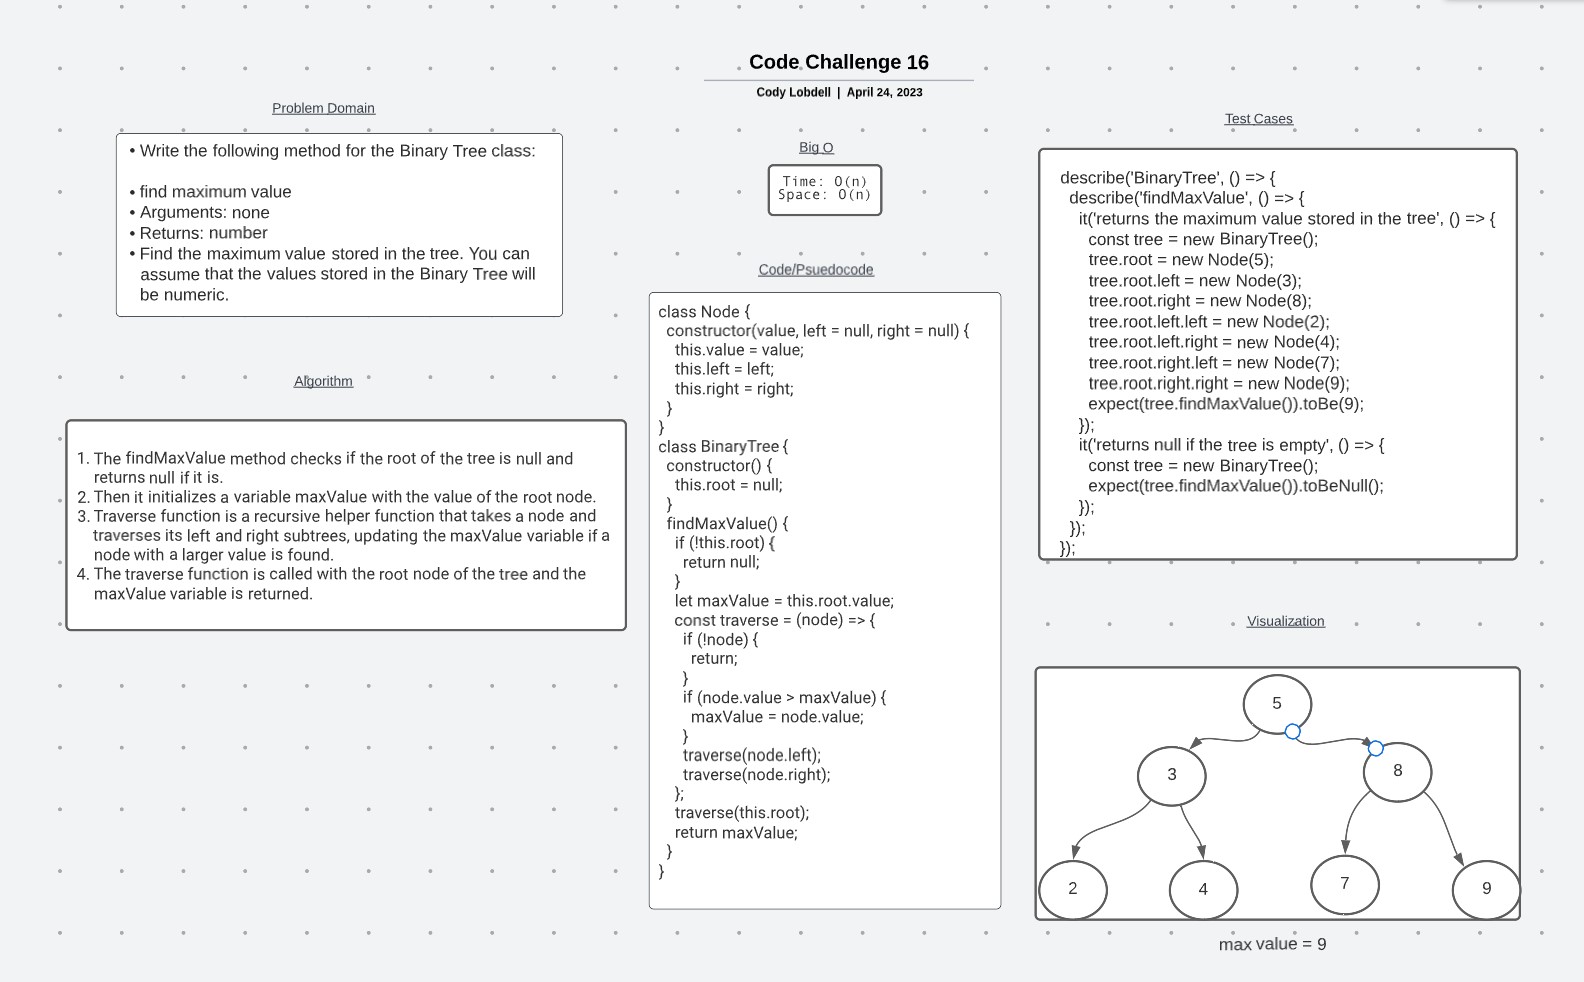 Code Challenge 16
Cody Lobdell | April 24, 2023
Problem Domain
• Write the following method for the Binary Tree class:
• find maximum value
• Arguments: none
• Returns: number
• Find the maximum value stored in the tree. You can
assume that the values stored in the Binary Tree will
be numeric.
Algorithm
1. The findMaxValue method checks if the root of the tree is null and
returns null if it is.
2. Then it initializes a variable maxValue with the value of the root node.
3. Traverse function is a recursive helper function that takes a node and
traverses its left and right subtrees, updating the maxValue variable if a
node with a larger value is found.
4. The traverse function is called with the root node of the tree and the
maxValue variable is returned.
Big O
Time: O(n)
Space: O(n)
Code/Psuedocode
class Node {
constructor(value, left = null, right = null) {
this.value = value;
this.left = left;
this.right = right;
}
}
class BinaryTree {
constructor() {
this.root = null;
}
findMaxValue() {
if (!this.root) {
return null;
}
let maxValue = this.root.value;
const traverse = (node) => {
if (!node) {
return;
}
if (node.value > maxValue) {
maxValue = node.value;
}
traverse(node.left);
traverse(node.right);
};
traverse(this.root);
return maxValue;
}
}
Test Cases
describe('BinaryTree', () => {
describe('findMaxValue', () => {
it('returns the maximum value stored in the tree', () => {
const tree = new BinaryTree();
tree.root = new Node(5);
tree.root.left = new Node(3);
tree.root.right = new Node(8);
tree.root.left.left = new Node(2);
tree.root.left.right = new Node(4);
tree.root.right.left = new Node(7);
tree.root.right.right = new Node(9);
expect(tree.findMaxValue()).toBe(9);
});
it('returns null if the tree is empty', () => {
const tree = new BinaryTree();
expect(tree.findMaxValue()).toBeNull();
});
});
});
Visualization
5
3
8
2
4
7
9
max value = 9